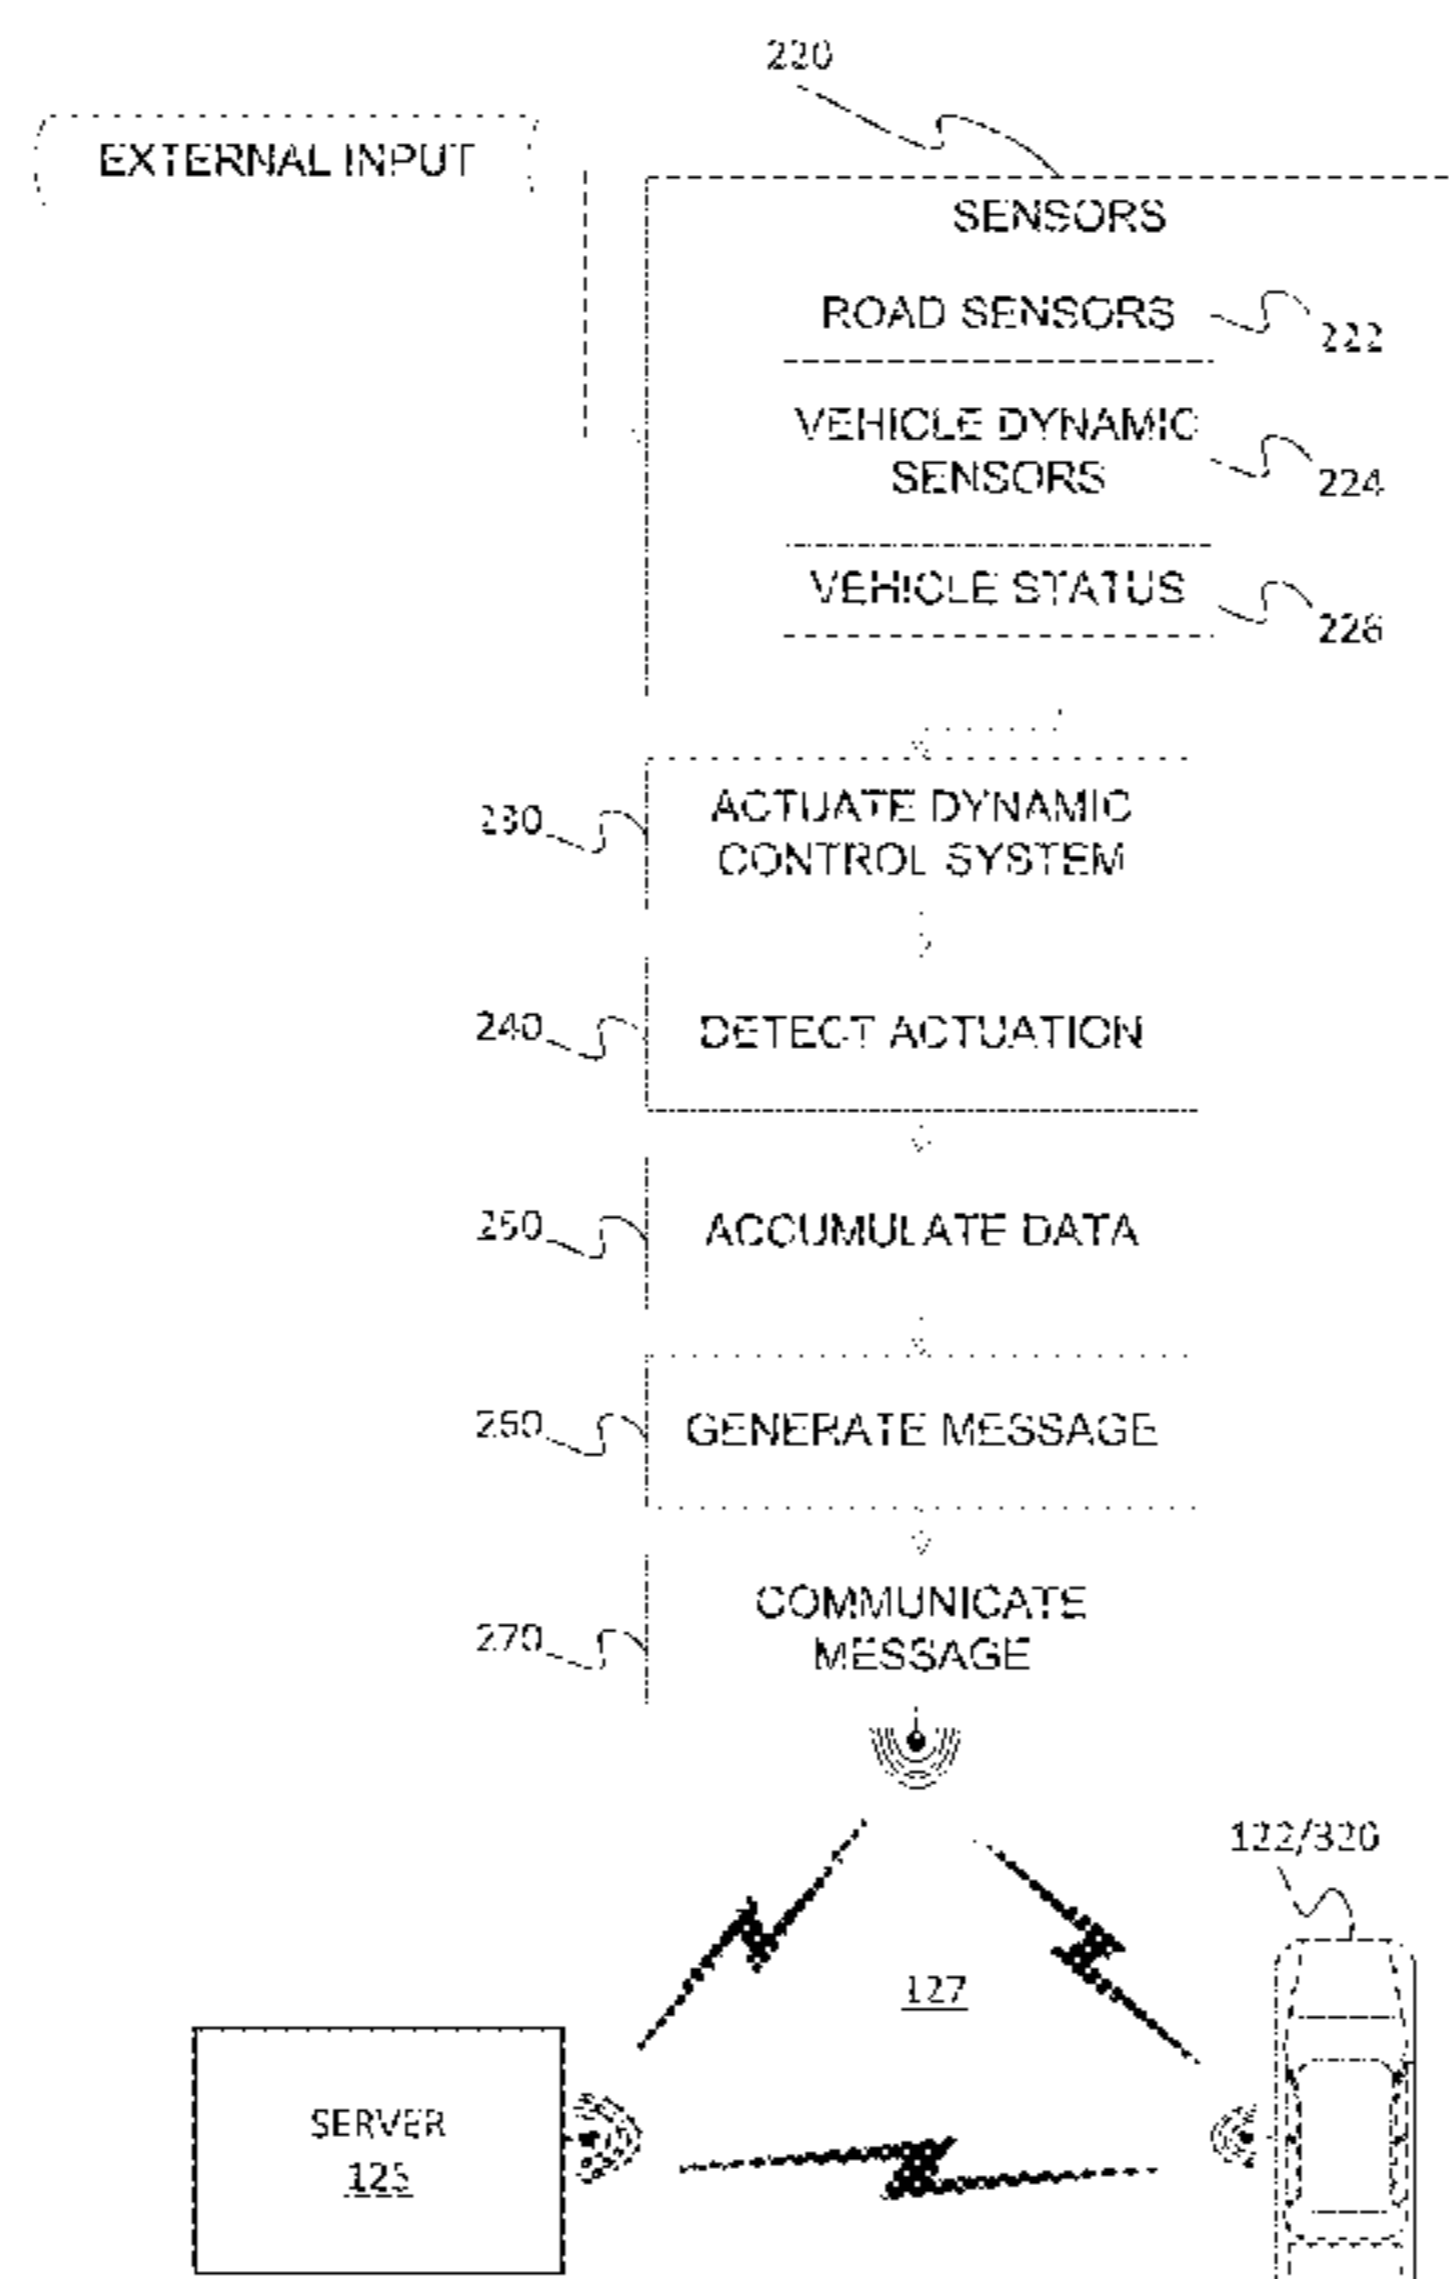 220
EXTERNAL INPUT
SENSORS
ROAD SENSORS
222
VEHICLE DYNAMIC
SENSORS
224
VEHICLE STATUS
226
230
ACTUATE DYNAMIC
CONTROL SYSTEM
240
DETECT ACTUATION
250
ACCUMULATE DATA
260
GENERATE MESSAGE
270
COMMUNICATE
MESSAGE
122/320
127
SERVER
125